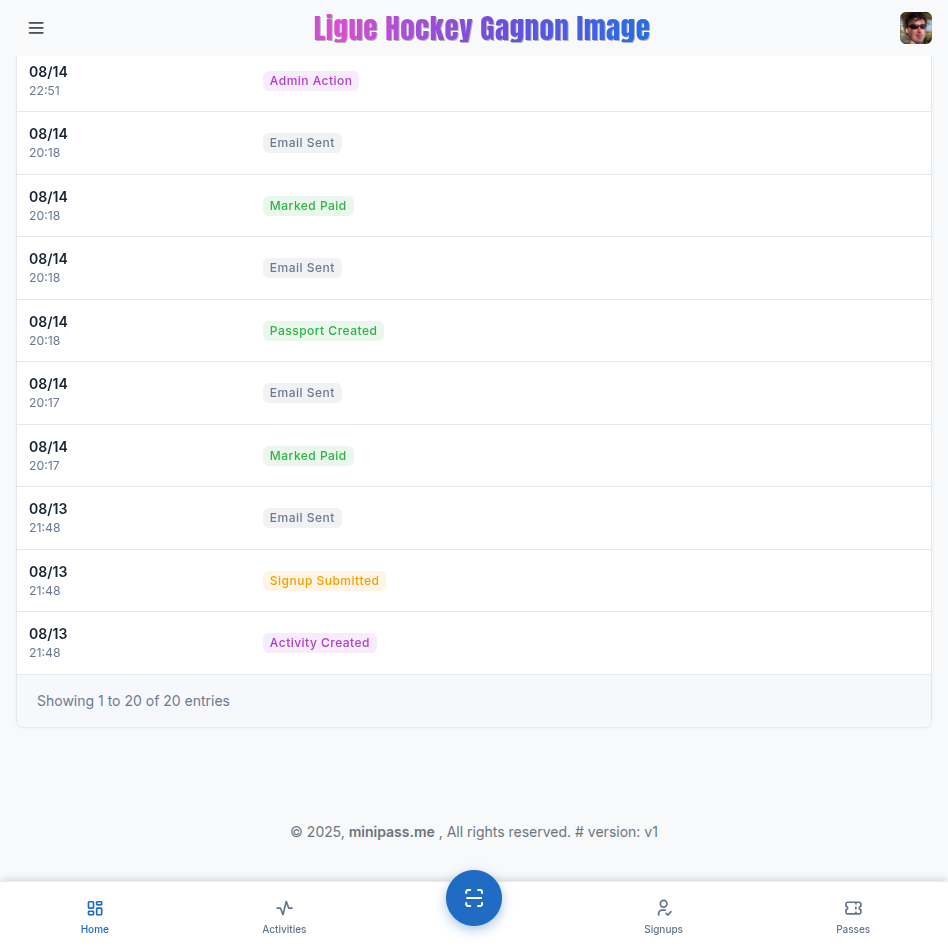 Ligue Hockey Gagnon Image
08/14
22:51
Admin Action
08/14
20:18
Email Sent
08/14
20:18
Marked Paid
08/14
20:18
Email Sent
08/14
20:18
Passport Created
08/14
20:17
Email Sent
08/14
20:17
Marked Paid
08/13
21:48
Email Sent
08/13
21:48
Signup Submitted
08/13
21:48
Activity Created
Showing 1 to 20 of 20 entries
© 2025, minipass.me , All rights reserved. # version: v1
Home
Activities
Signups
Passes